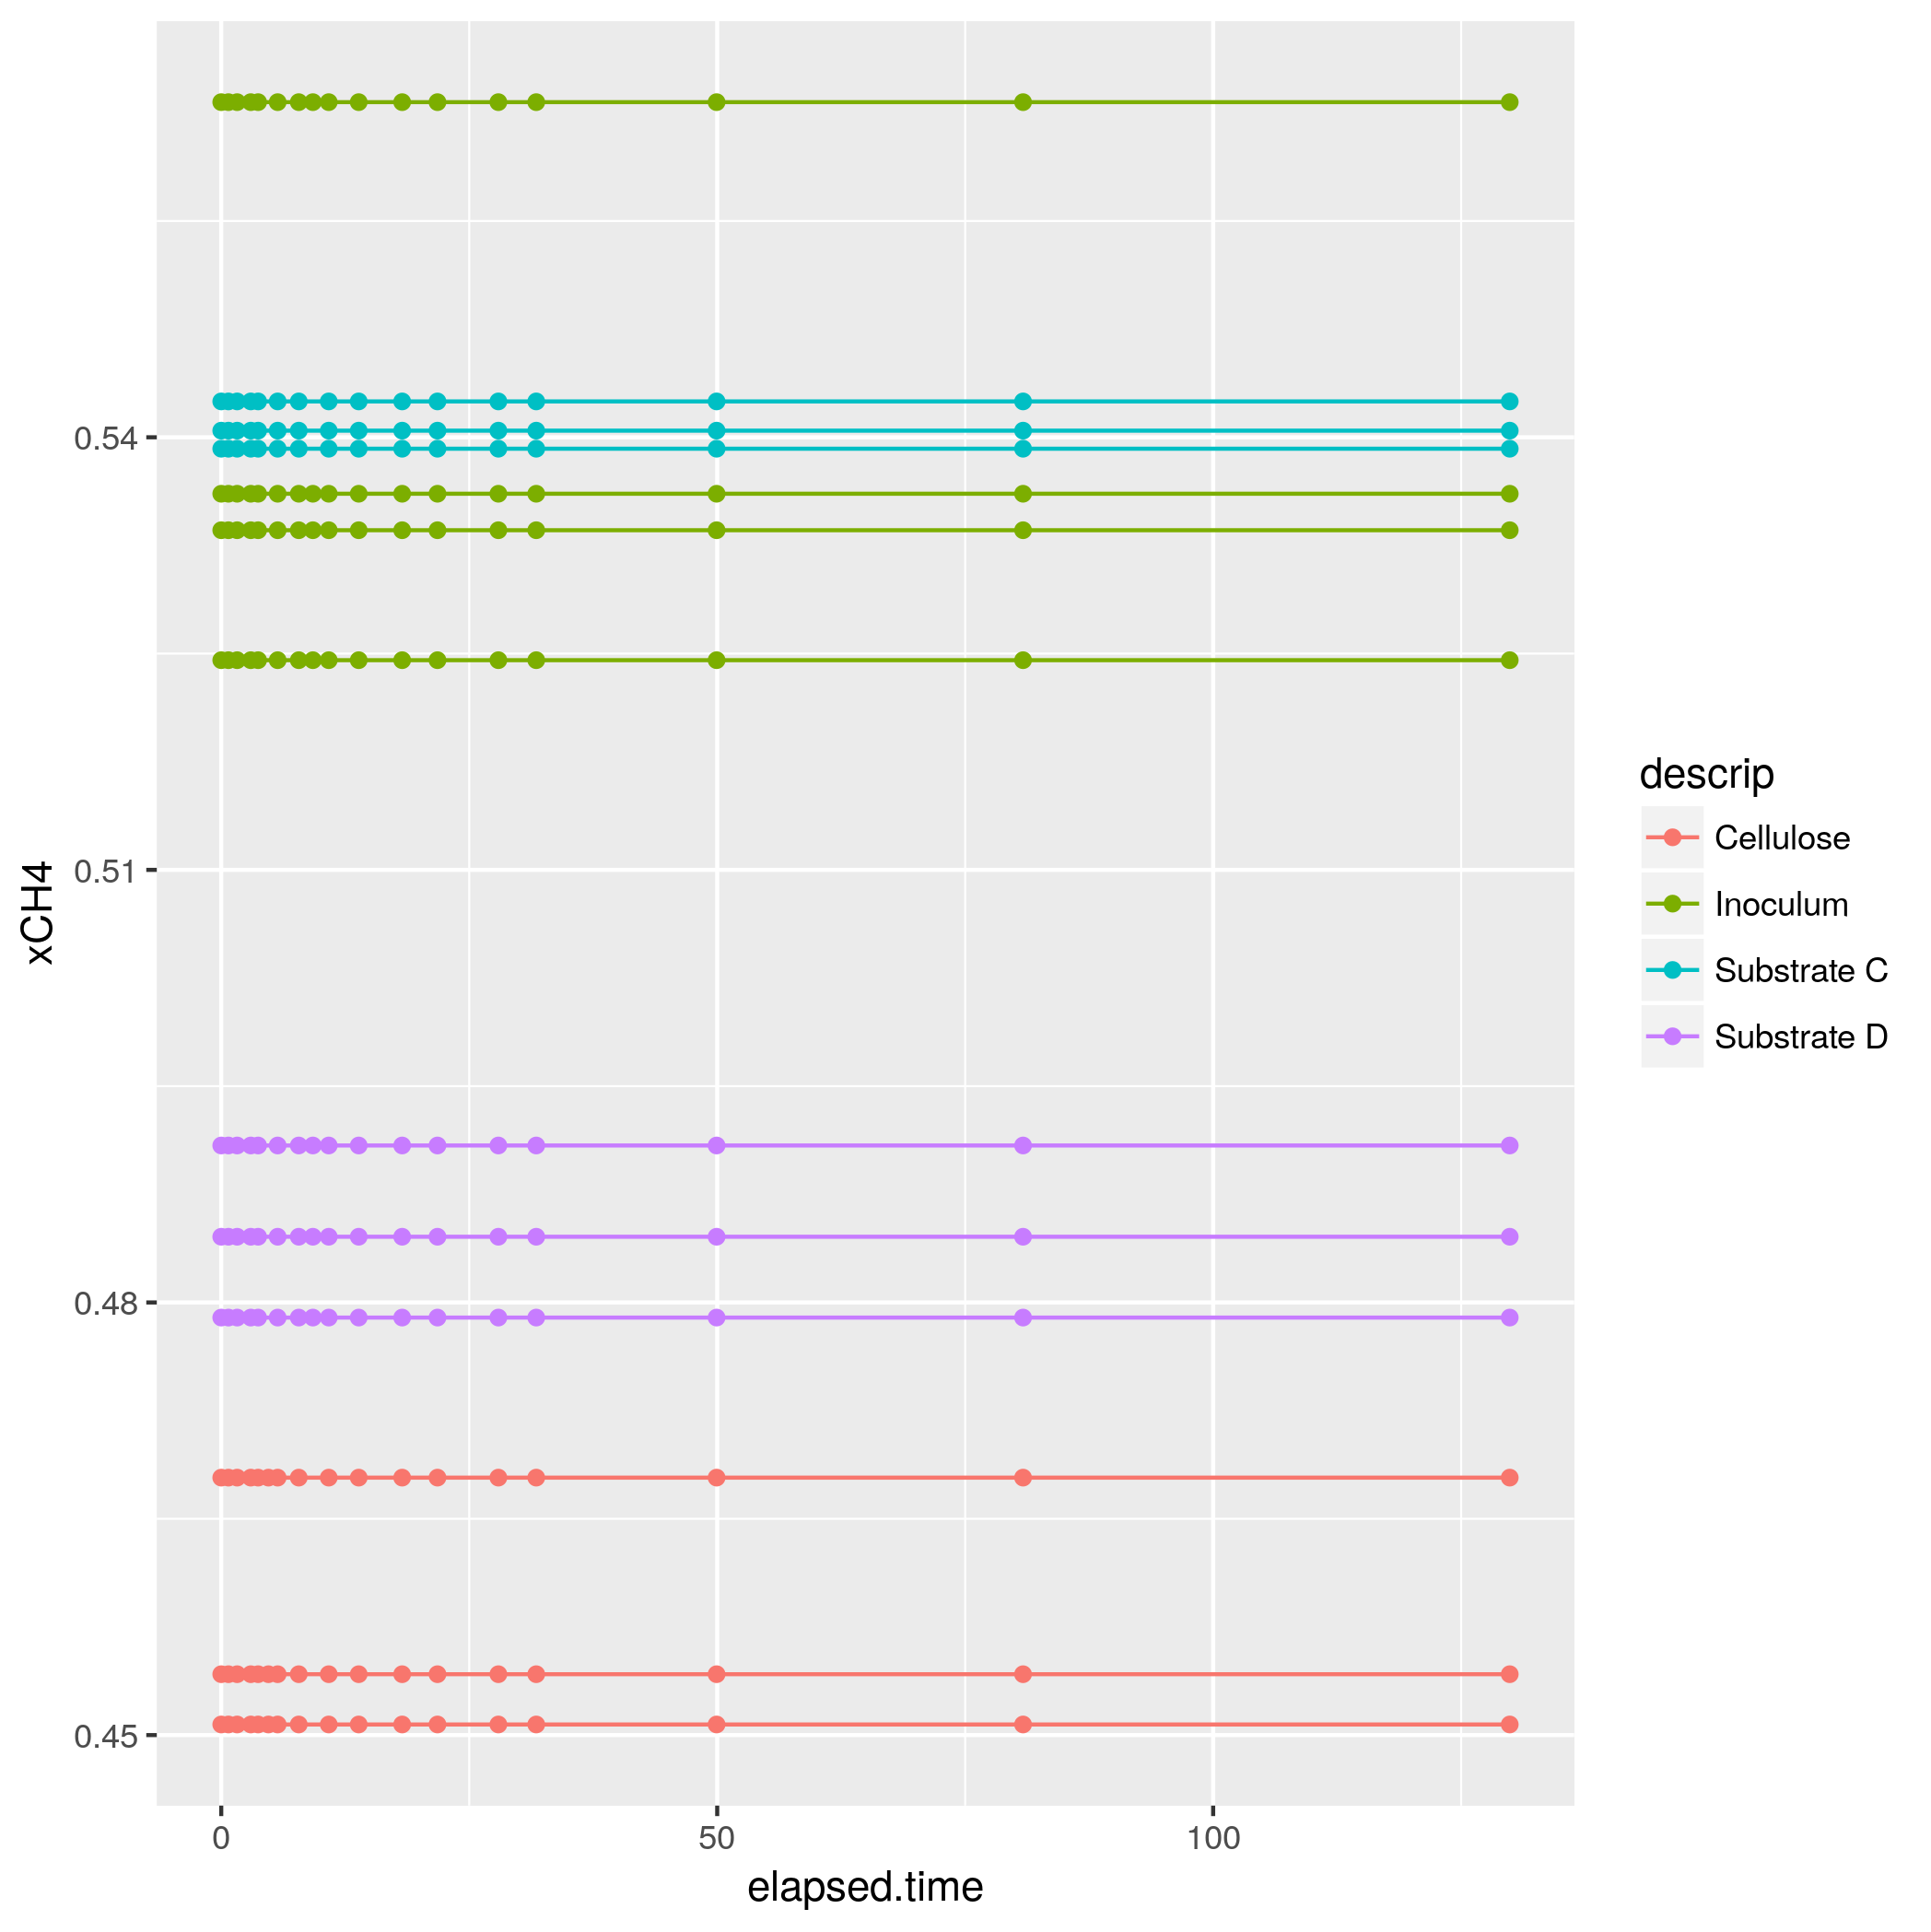 xCH4
0.54
0.51
0.48
0.45
0
50
100
elapsed.time
descrip
Cellulose
Inoculum
Substrate C
Substrate D